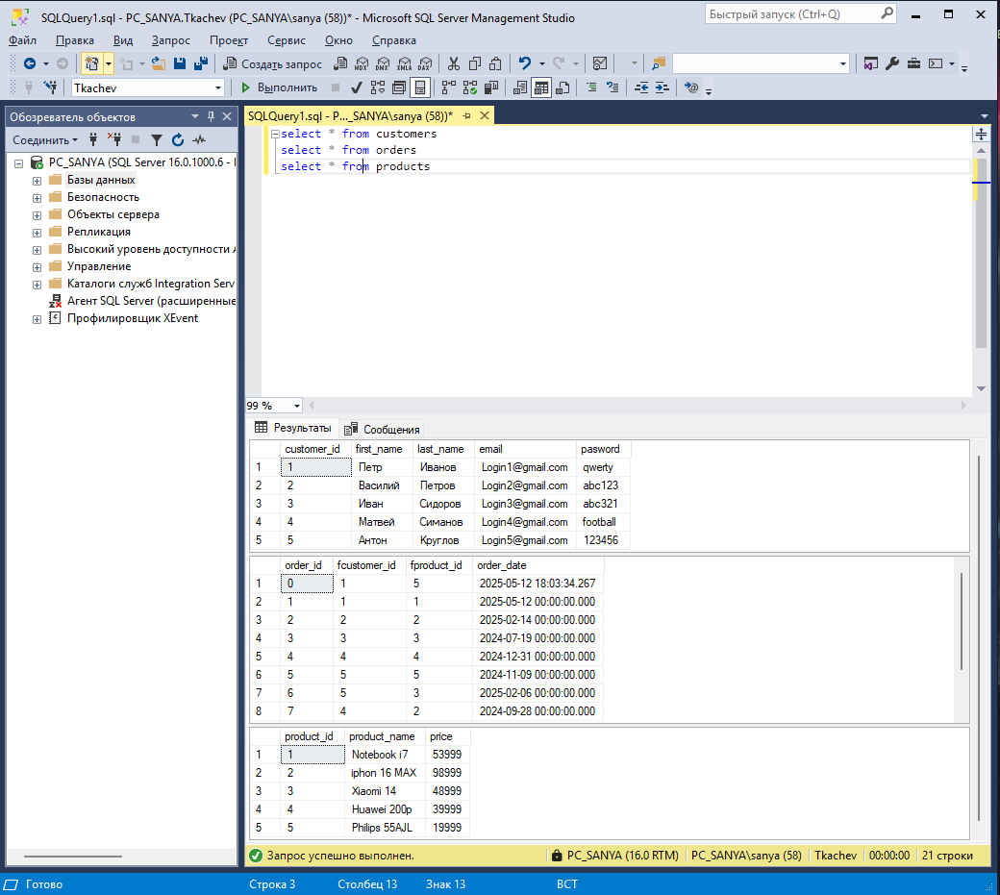 SQLQuery1.sql - PC_SANYA.Tkachev (PC_SANYA\sanya (58))* - Microsoft SQL Server Management Studio
Быстрый запуск (Ctrl+Q)
Файл Правка Вид Запрос Проект Сервис Окно Справка
Создать запрос MDX DMX XMLA DAX
Tkachev Выполнить
Обозреватель объектов
SQLQuery1.sql - P..._SANYA\sanya (58))*
Соединить
PC_SANYA (SQL Server 16.0.1000.6 -
Базы данных
Безопасность
Объекты сервера
Репликация
Высокий уровень доступности
Управление
Каталоги служб Integration Serv
Агент SQL Server (расширенные
Профилировщик XEvent
select * from customers
select * from orders
select * from products
99 %
Результаты Сообщения
customer_id first_name last_name email pasword
1 1 Петр Иванов Login1@gmail.com qwerty
2 2 Василий Петров Login2@gmail.com abc123
3 3 Иван Сидоров Login3@gmail.com abc321
4 4 Матвей Симанов Login4@gmail.com football
5 5 Антон Круглов Login5@gmail.com 123456
order_id fcustomer_id fproduct_id order_date
1 0 1 5 2025-05-12 18:03:34.267
2 1 1 1 2025-05-12 00:00:00.000
3 2 2 2 2025-02-14 00:00:00.000
4 3 3 3 2024-07-19 00:00:00.000
5 4 4 4 2024-12-31 00:00:00.000
6 5 5 5 2024-11-09 00:00:00.000
7 6 5 3 2025-02-06 00:00:00.000
8 7 4 2 2024-09-28 00:00:00.000
product_id product_name price
1 1 Notebook i7 53999
2 2 iphon 16 MAX 98999
3 3 Xiaomi 14 48999
4 4 Huawei 200p 39999
5 5 Philips 55AJL 19999
Запрос успешно выполнен. PC_SANYA (16.0 RTM) PC_SANYA\sanya (58) Tkachev 00:00:00 21 строки
Готово Строка 3 Столбец 13 Знак 13 ВСТ